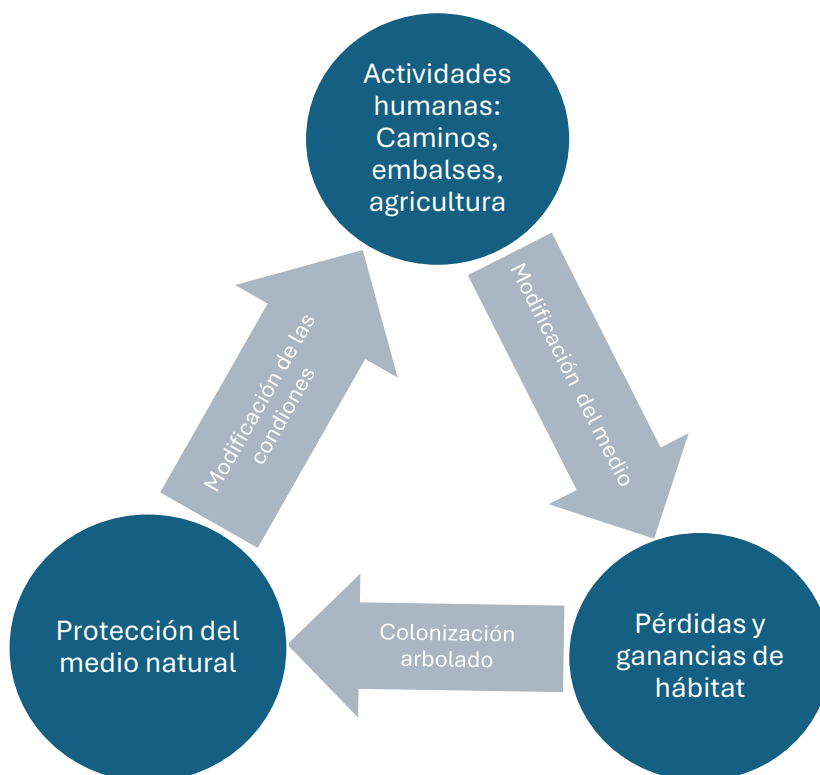 Actividades
humanas:
Caminos,
embalses,
agricultura
Modificación del medio
Pérdidas y
ganancias de
hábitat
Colonización
arbolado
Protección del
medio natural
Modificación de las
condiones